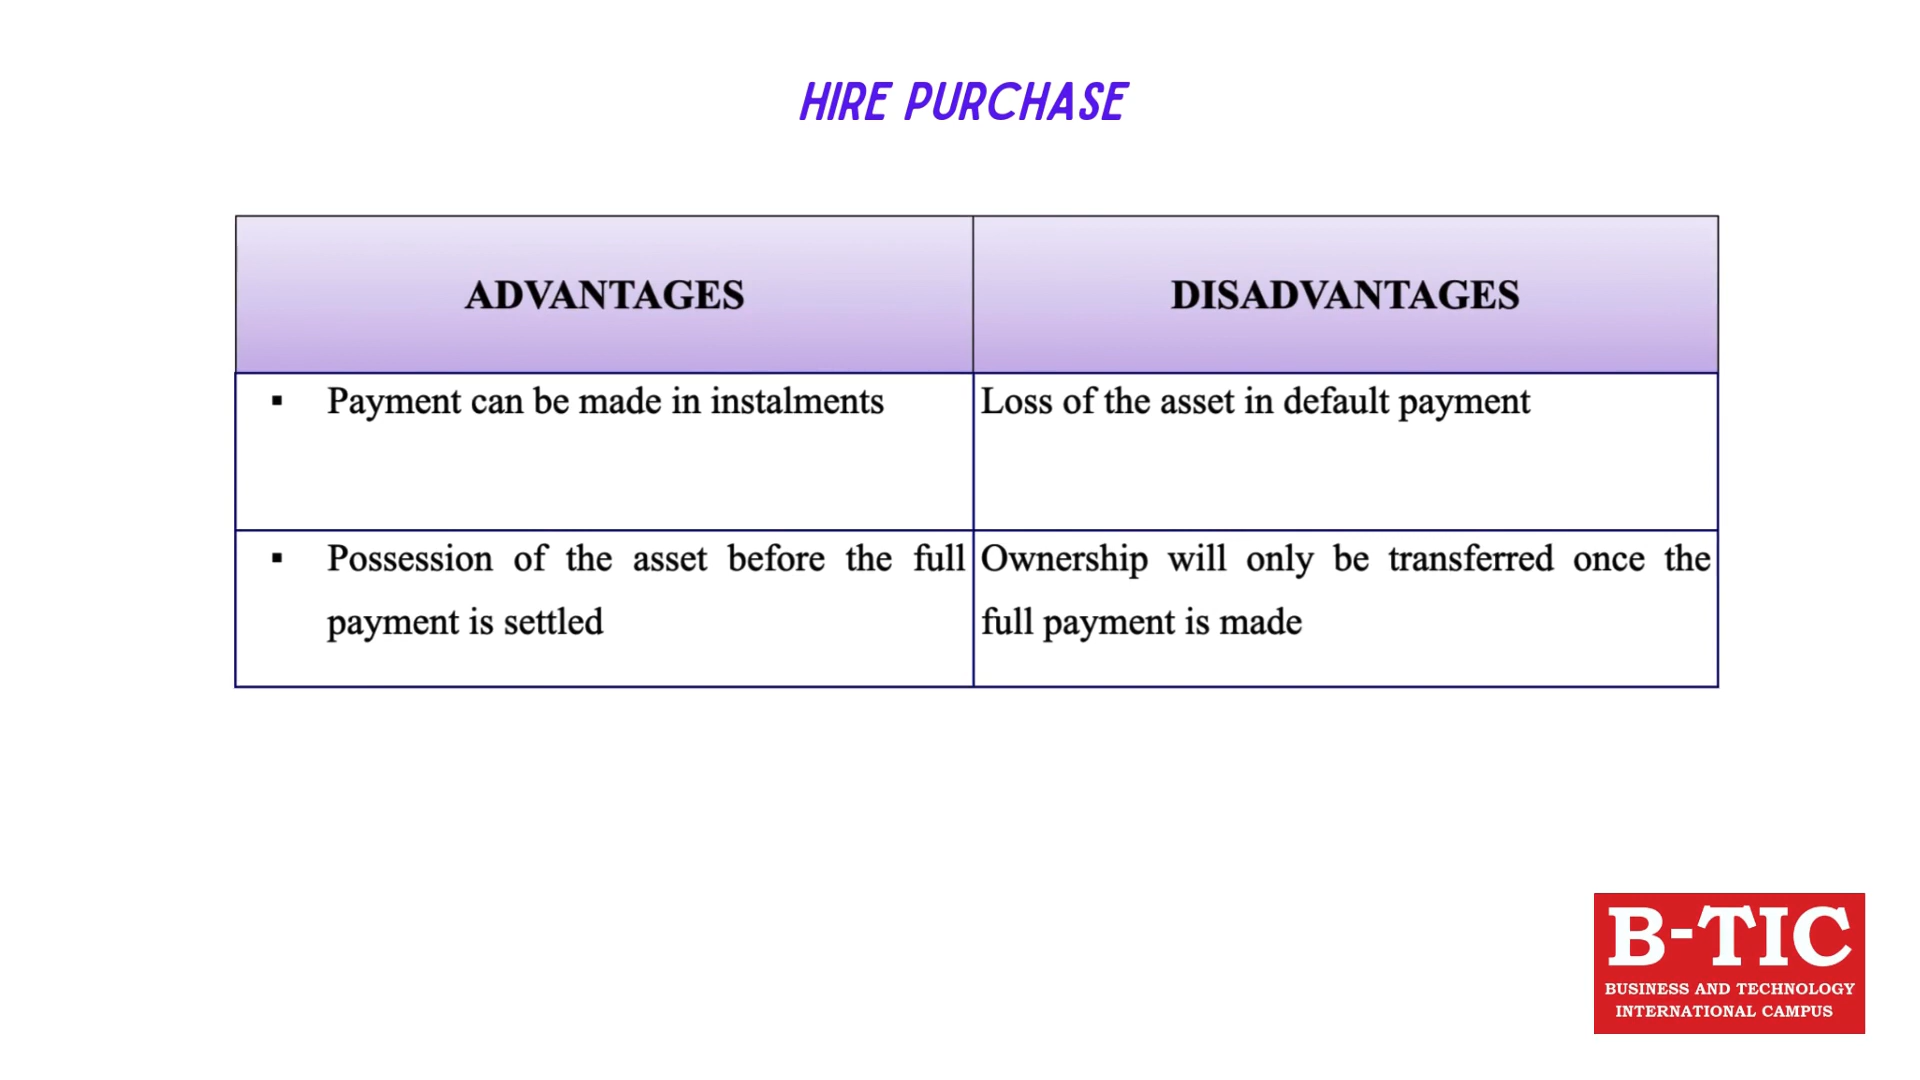 HIRE PURCHASE
ADVANTAGES
DISADVANTAGES
▪ Payment can be made in instalments
Loss of the asset in default payment
▪ Possession of the asset before the full
payment is settled
Ownership will only be transferred once the
full payment is made
B-TIC
BUSINESS AND TECHNOLOGY
INTERNATIONAL CAMPUS